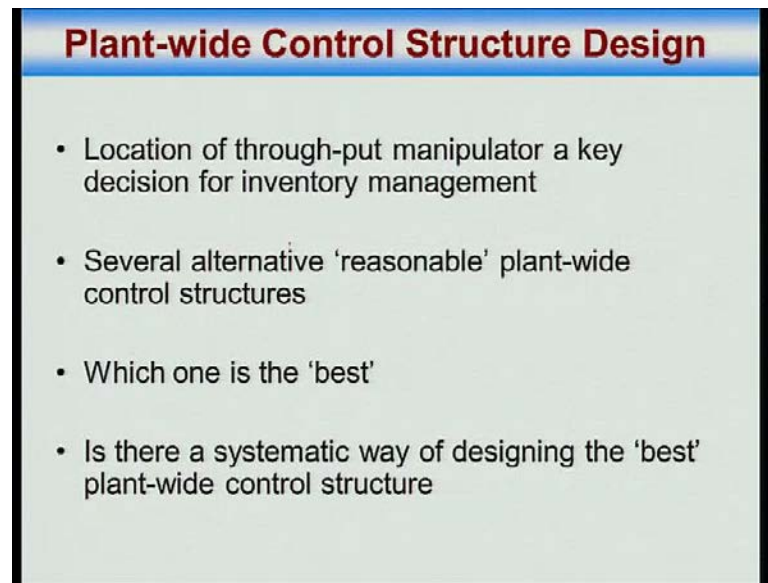 Plant-wide Control Structure Design
• Location of through-put manipulator a key
decision for inventory management
• Several alternative ‘reasonable’ plant-wide
control structures
• Which one is the ‘best’
• Is there a systematic way of designing the ‘best’
plant-wide control structure